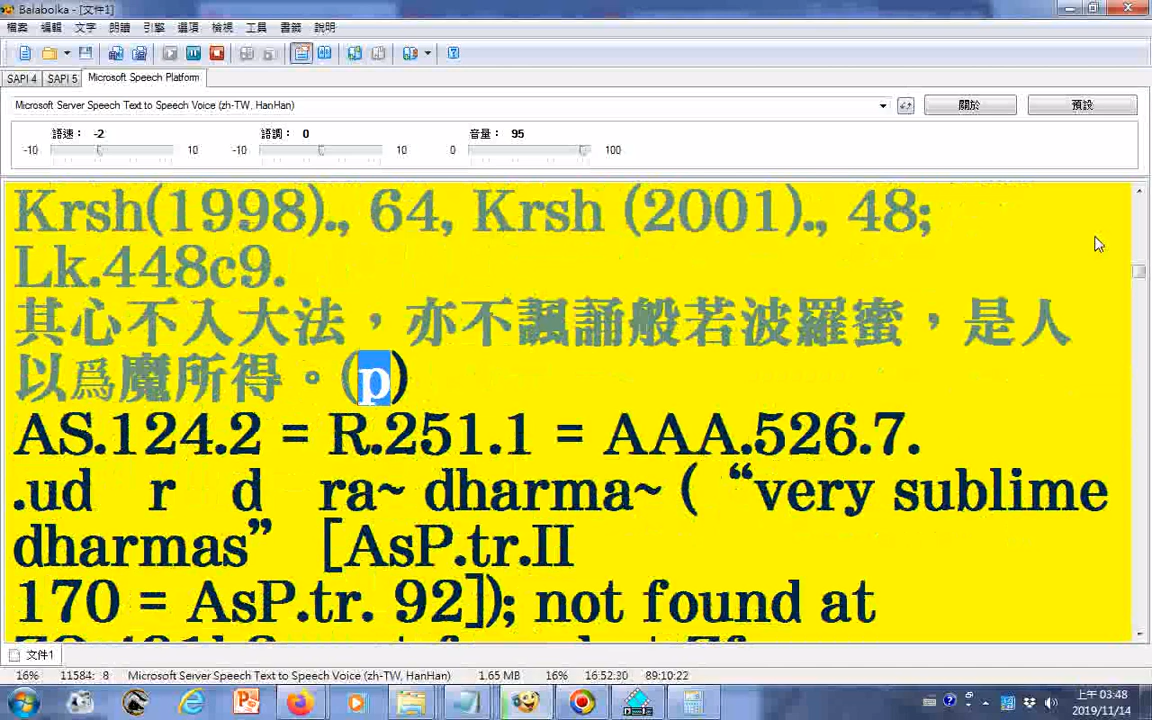 Balabolka - [文件1]
檔案 編輯 文字 朗讀 引擎 選項 檢視 工具 書籤 說明
SAPI 4 SAPI 5 Microsoft Speech Platform
Microsoft Server Speech Text to Speech Voice (zh-TW, HanHan) 關於 預設
語速： -2 語調： 0 音量： 95
-10 10 -10 10 0 100
Krsh(1998)., 64, Krsh (2001)., 48;
Lk.448c9.
其心不入大法，亦不諷誦般若波羅蜜，是人
以爲魔所得。(p)
AS.124.2 = R.251.1 = AAA.526.7.
.ud r d ra~ dharma~ ( “very sublime
dharmas” [AsP.tr.II
170 = AsP.tr. 92]); not found at
文件1
16% 11584: 8 Microsoft Server Speech Text to Speech Voice (zh-TW, HanHan) 1.65 MB 16% 16:52:30 89:10:22
上午 03:48
2019/11/14